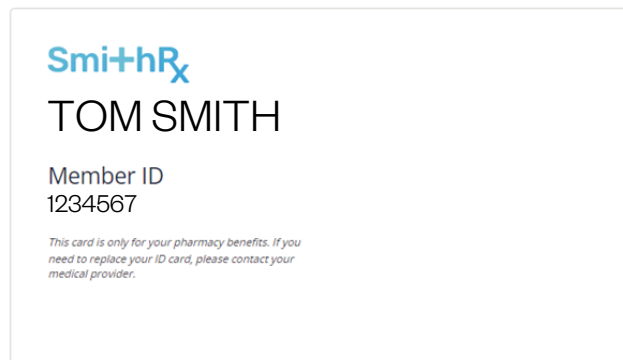 SmithRx
TOM SMITH
Member ID
1234567
This card is only for your pharmacy benefits. If you
need to replace your ID card, please contact your
medical provider.